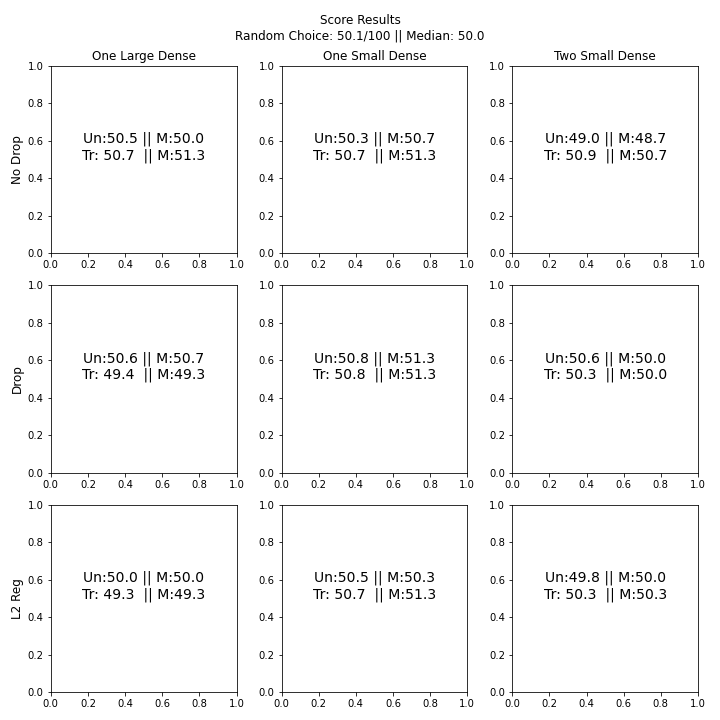 Score Results
Random Choice: 50.1/100 || Median: 50.0
One Large Dense
One Small Dense
Two Small Dense
No Drop
1.0
0.8
0.6
0.4
0.2
0.0
Un:50.5 || M:50.0
Tr: 50.7  || M:51.3
0.0 0.2 0.4 0.6 0.8 1.0
1.0
0.8
0.6
0.4
0.2
0.0
Un:50.3 || M:50.7
Tr: 50.7  || M:51.3
0.0 0.2 0.4 0.6 0.8 1.0
1.0
0.8
0.6
0.4
0.2
0.0
Un:49.0 || M:48.7
Tr: 50.9  || M:50.7
0.0 0.2 0.4 0.6 0.8 1.0
Drop
1.0
0.8
0.6
0.4
0.2
0.0
Un:50.6 || M:50.7
Tr: 49.4  || M:49.3
0.0 0.2 0.4 0.6 0.8 1.0
1.0
0.8
0.6
0.4
0.2
0.0
Un:50.8 || M:51.3
Tr: 50.8  || M:51.3
0.0 0.2 0.4 0.6 0.8 1.0
1.0
0.8
0.6
0.4
0.2
0.0
Un:50.6 || M:50.0
Tr: 50.3  || M:50.0
0.0 0.2 0.4 0.6 0.8 1.0
L2 Reg
1.0
0.8
0.6
0.4
0.2
0.0
Un:50.0 || M:50.0
Tr: 49.3  || M:49.3
0.0 0.2 0.4 0.6 0.8 1.0
1.0
0.8
0.6
0.4
0.2
0.0
Un:50.5 || M:50.3
Tr: 50.7  || M:51.3
0.0 0.2 0.4 0.6 0.8 1.0
1.0
0.8
0.6
0.4
0.2
0.0
Un:49.8 || M:50.0
Tr: 50.3  || M:50.3
0.0 0.2 0.4 0.6 0.8 1.0